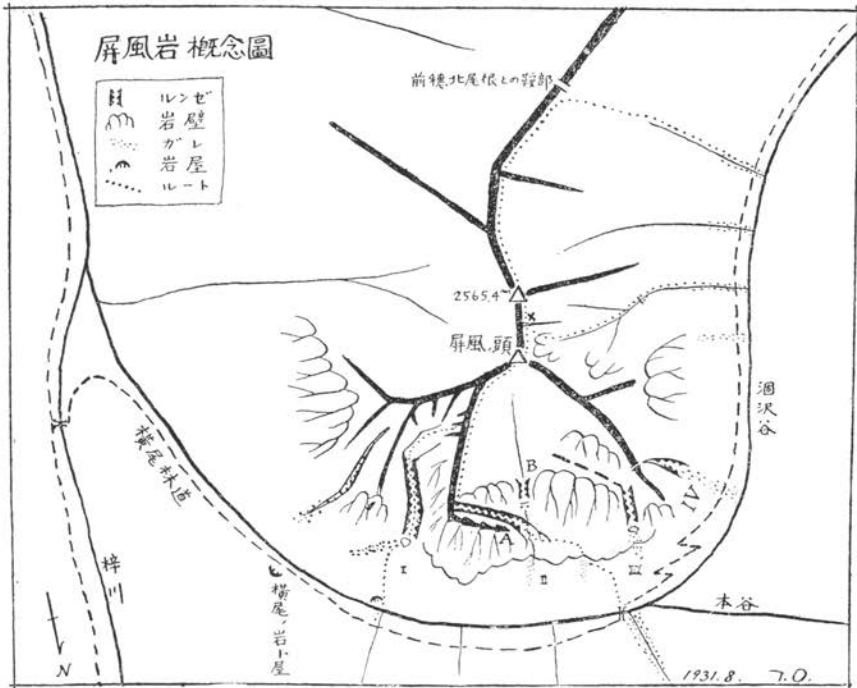 屏風岩概念圖
ルンゼ
岩壁
ガレ
岩屋
ルート
前穂北尾根との鞍部
2565.4m
屏風ノ頭
涸沢谷
横尾林道
梓川
横尾ノ岩小屋
本谷
A
B
I
II
III
IV
N
1931.8. T.O.